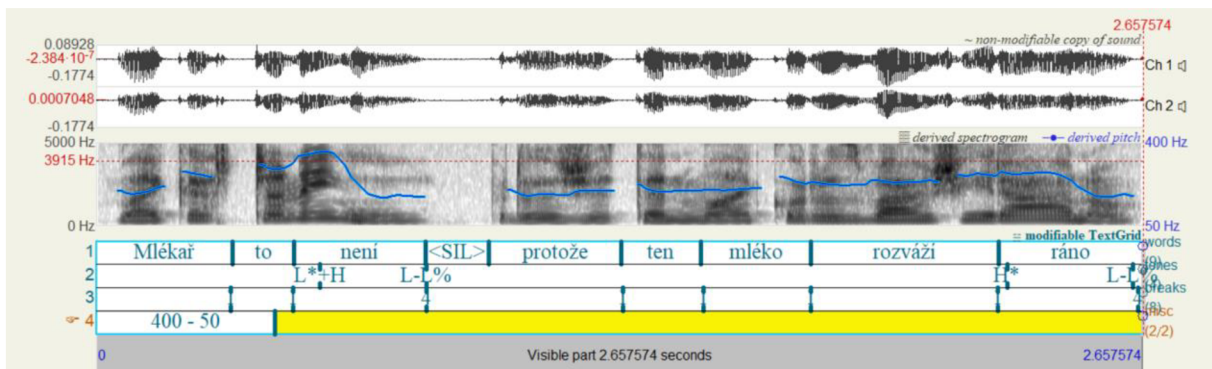 2.657574
~ non-modifiable copy of sound
0.08928
-2.384·10⁻⁷
-0.1774
Ch 1
0.0007048
-0.1774
Ch 2
5000 Hz
derived spectrogram derived pitch 400 Hz
3915 Hz
0 Hz
50 Hz
modifiable TextGrid
1 Mlékař to není <SIL> protože ten mléko rozváží ráno words
(9)
2 L*+H L-L% H* L-L% tones
3 4 4 breaks
(8)
4 400 - 50 misc
(2/2)
0 Visible part 2.657574 seconds 2.657574